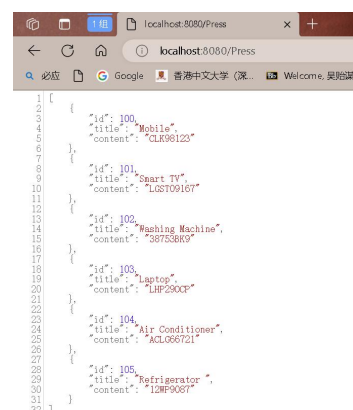 1 组
localhost:8080/Press
localhost:8080/Press
必应
Google
香港中文大学 (深...
Welcome, 吴贻谋
1 [
2 {
3 "id": 100,
4 "title": "Mobile",
5 "content": "CLK98123"
6 },
7 {
8 "id": 101,
9 "title": "Smart TV",
10 "content": "LGST09167"
11 },
12 {
13 "id": 102,
14 "title": "Washing Machine",
15 "content": "38753BK9"
16 },
17 {
18 "id": 103,
19 "title": "Laptop",
20 "content": "LHP29OCP"
21 },
22 {
23 "id": 104,
24 "title": "Air Conditioner",
25 "content": "ACLG66721"
26 },
27 {
28 "id": 105,
29 "title": "Refrigerator ",
30 "content": "12WP9087"
31 }
32 ]